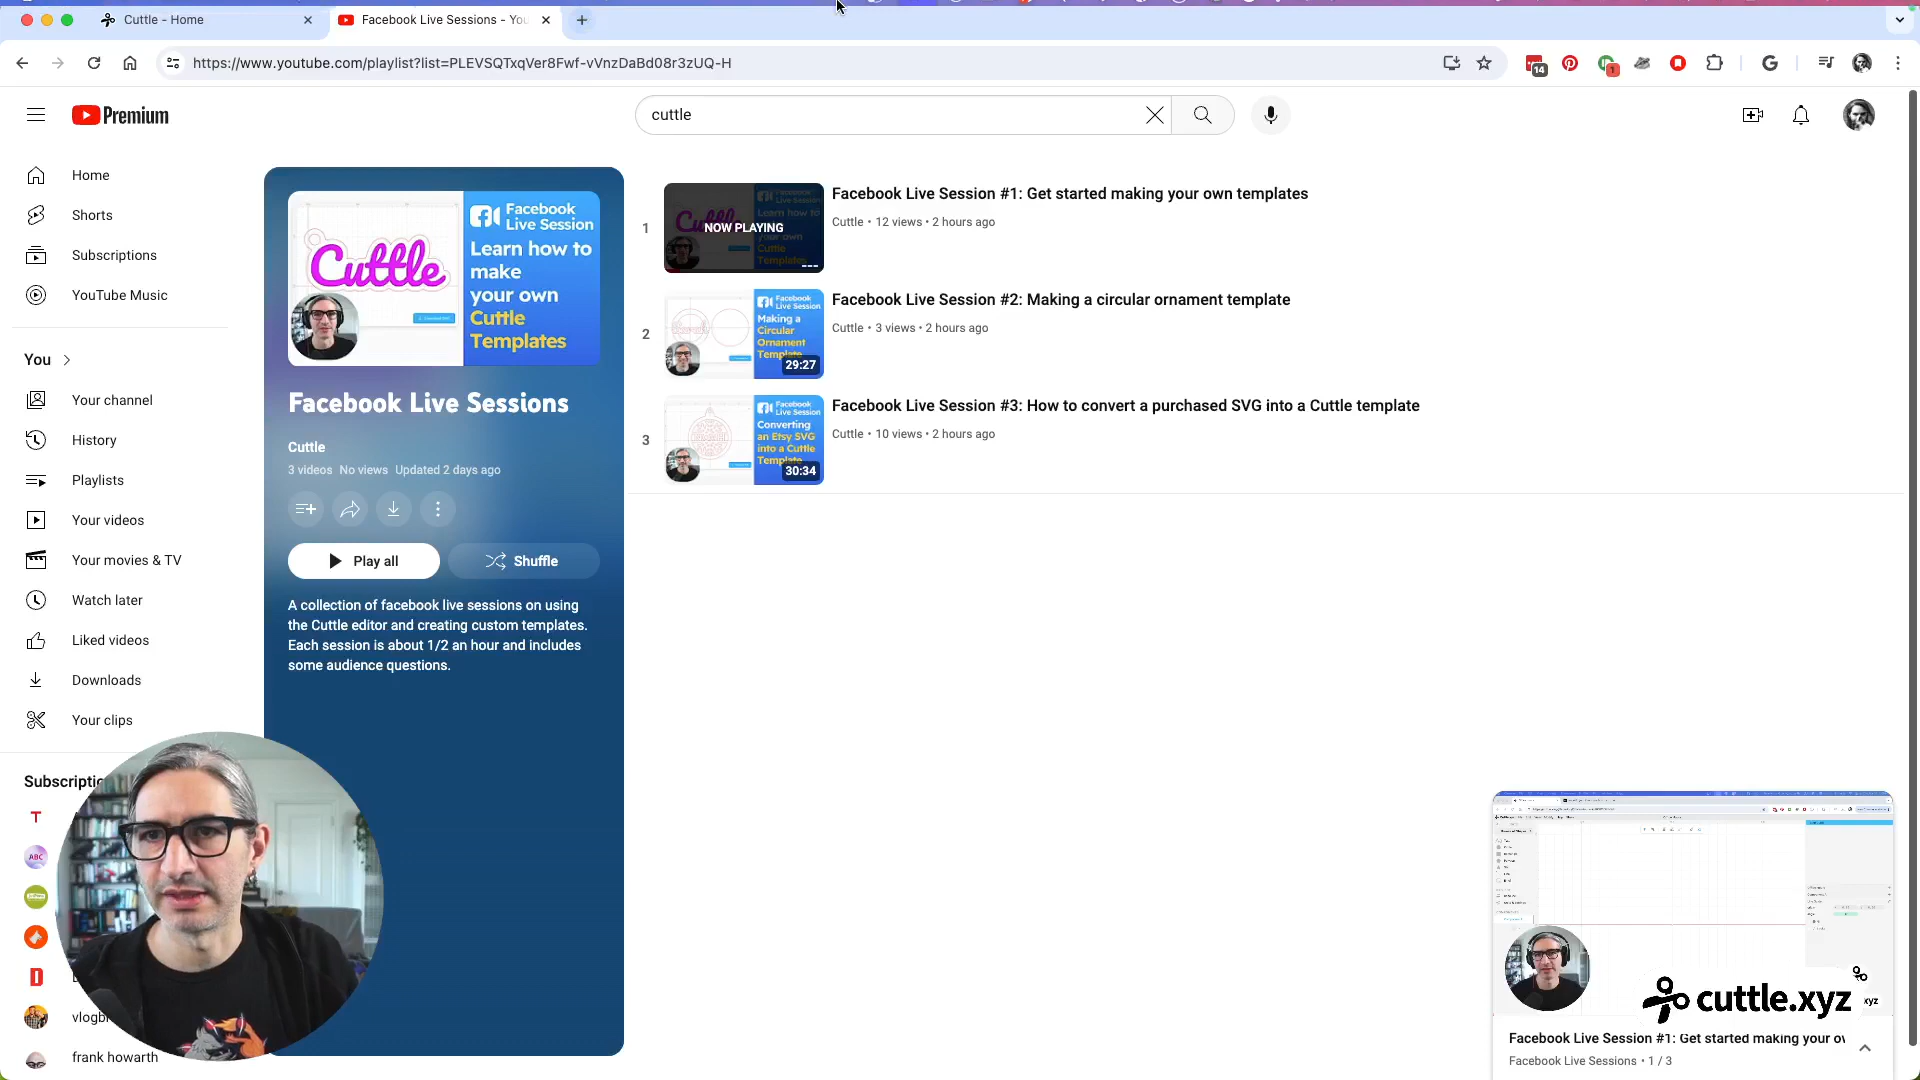 Cuttle - Home
Facebook Live Sessions - You
https://www.youtube.com/playlist?list=PLEVSQTxqVer8Fwf-vVnzDaBd08r3zUQ-H
14
1
Premium
cuttle
Home
Shorts
Subscriptions
YouTube Music
You
Your channel
History
Playlists
Your videos
Your movies & TV
Watch later
Liked videos
Downloads
Your clips
Subscriptio
T
ABC
D
vlogb
frank howarth
Cuttle
Facebook
Live Session
Learn how to
make
your own
Cuttle
Templates
Facebook Live Sessions
Cuttle
3 videos No views Updated 2 days ago
Play all
Shuffle
A collection of facebook live sessions on using
the Cuttle editor and creating custom templates.
Each session is about 1/2 an hour and includes
some audience questions.
1
NOW PLAYING
Facebook Live Session #1: Get started making your own templates
Cuttle • 12 views • 2 hours ago
2
Facebook
Live Session
Making a
Circular
Ornament
Template
29:27
Facebook Live Session #2: Making a circular ornament template
Cuttle • 3 views • 2 hours ago
3
Facebook
Live Session
Converting
an Etsy SVG
into a Cuttle
Template
30:34
Facebook Live Session #3: How to convert a purchased SVG into a Cuttle template
Cuttle • 10 views • 2 hours ago
cuttle.xyz
xyz
Facebook Live Session #1: Get started making your ov
Facebook Live Sessions • 1 / 3